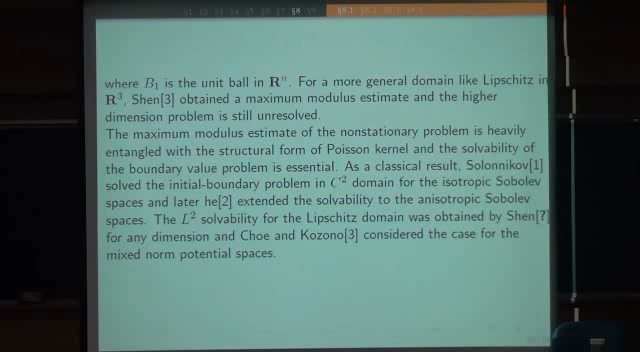 where B₁ is the unit ball in Rⁿ. For a more general domain like Lipschitz in
R³, Shen[3] obtained a maximum modulus estimate and the higher
dimension problem is still unresolved.
The maximum modulus estimate of the nonstationary problem is heavily
entangled with the structural form of Poisson kernel and the solvability of
the boundary value problem is essential. As a classical result, Solonnikov[1]
solved the initial-boundary problem in C² domain for the isotropic Sobolev
spaces and later he[2] extended the solvability to the anisotropic Sobolev
spaces. The L² solvability for the Lipschitz domain was obtained by Shen[?]
for any dimension and Choe and Kozono[3] considered the case for the
mixed norm potential spaces.